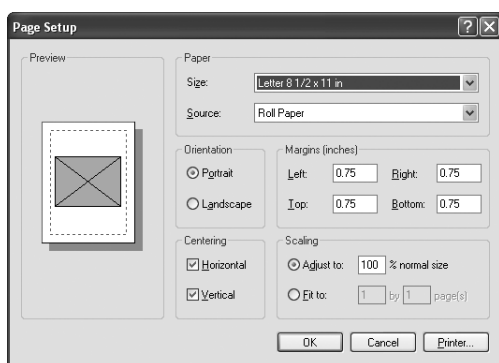 Page Setup
Preview
Paper
Size: Letter 8 1/2 x 11 in
Source: Roll Paper
Orientation
Portrait
Landscape
Margins (inches)
Left: 0.75 Right: 0.75
Top: 0.75 Bottom: 0.75
Centering
Horizontal
Vertical
Scaling
Adjust to: 100 % normal size
Fit to: 1 by 1 page(s)
OK Cancel Printer...